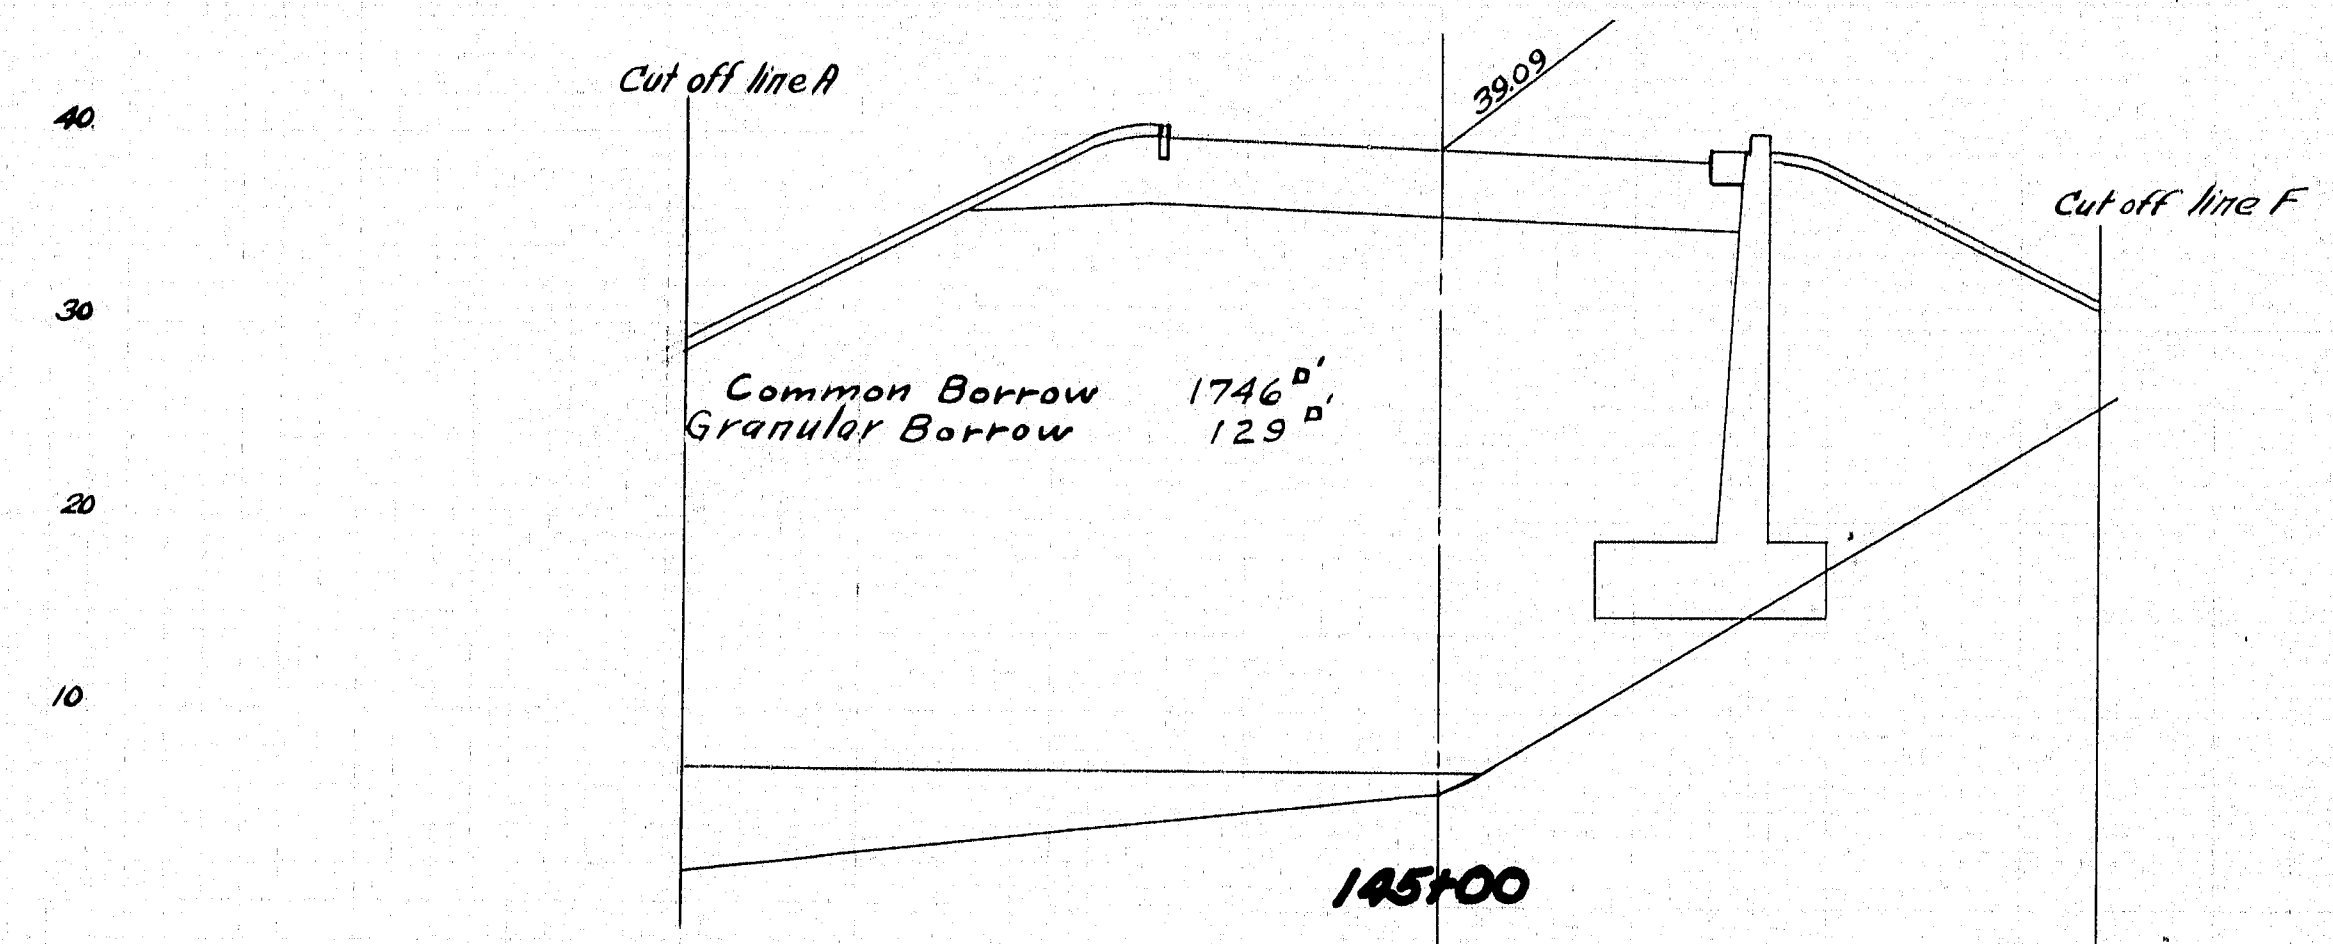 Cut off line A
39.09
40
Cut off line F
30
Common Borrow 1746 □'
Granular Borrow 129 □'
20
10
145+00